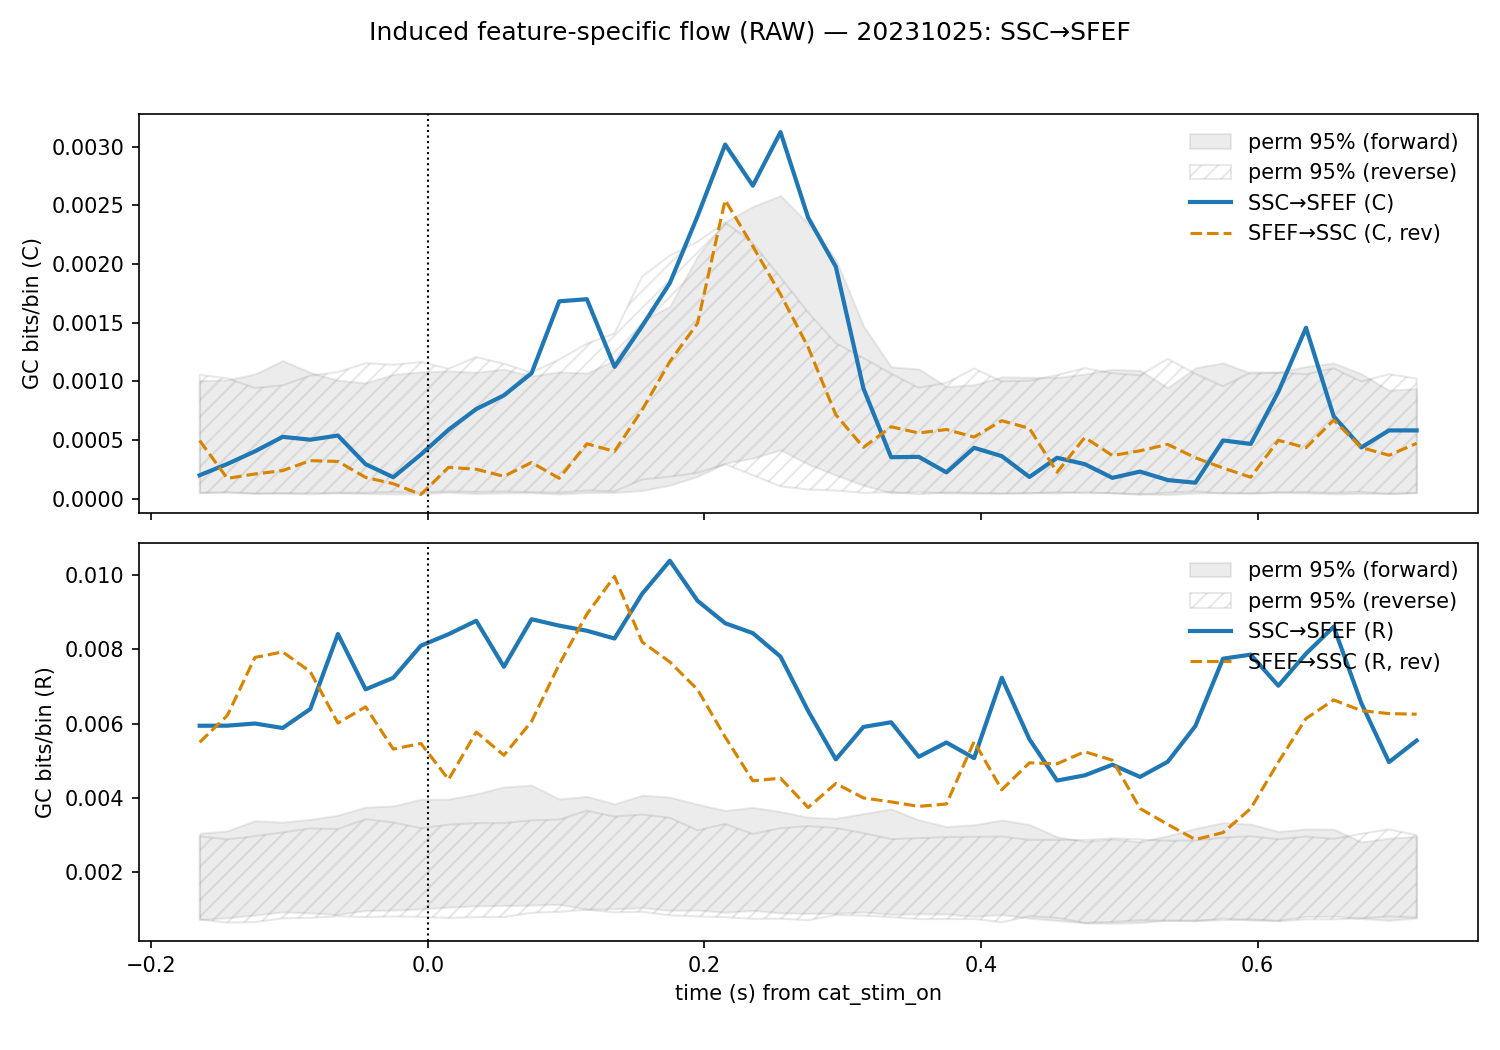 Induced feature-specific flow (RAW) — 20231025: SSC→SFEF
GC bits/bin (C)
0.0030
0.0025
0.0020
0.0015
0.0010
0.0005
0.0000
perm 95% (forward)
perm 95% (reverse)
SSC→SFEF (C)
SFEF→SSC (C, rev)
GC bits/bin (R)
0.010
0.008
0.006
0.004
0.002
perm 95% (forward)
perm 95% (reverse)
SSC→SFEF (R)
SFEF→SSC (R, rev)
−0.2 0.0 0.2 0.4 0.6
time (s) from cat_stim_on